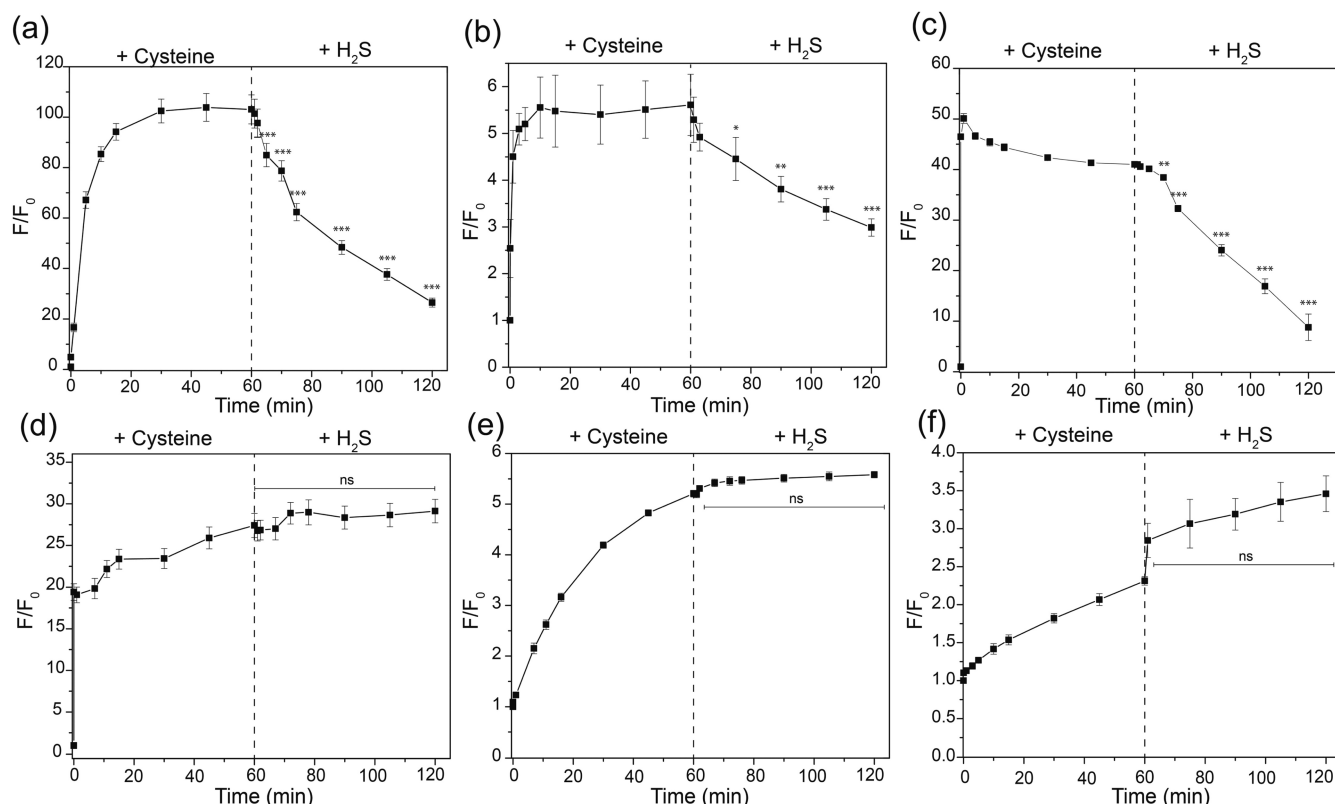 (a)
+ Cysteine
+ H₂S
***
***
***
***
***
***
F/F₀
120
100
80
60
40
20
0
0 20 40 60 80 100 120
Time (min)
(b)
+ Cysteine
+ H₂S
*
**
***
***
F/F₀
6
5
4
3
2
1
0
0 20 40 60 80 100 120
Time (min)
(c)
+ Cysteine
+ H₂S
**
***
***
***
***
F/F₀
60
50
40
30
20
10
0
0 20 40 60 80 100 120
Time (min)
(d)
+ Cysteine
+ H₂S
ns
F/F₀
35
30
25
20
15
10
5
0
0 20 40 60 80 100 120
Time (min)
(e)
+ Cysteine
+ H₂S
ns
F/F₀
6
5
4
3
2
1
0
0 20 40 60 80 100 120
Time (min)
(f)
+ Cysteine
+ H₂S
ns
F/F₀
4.0
3.5
3.0
2.5
2.0
1.5
1.0
0.5
0.0
0 20 40 60 80 100 120
Time (min)